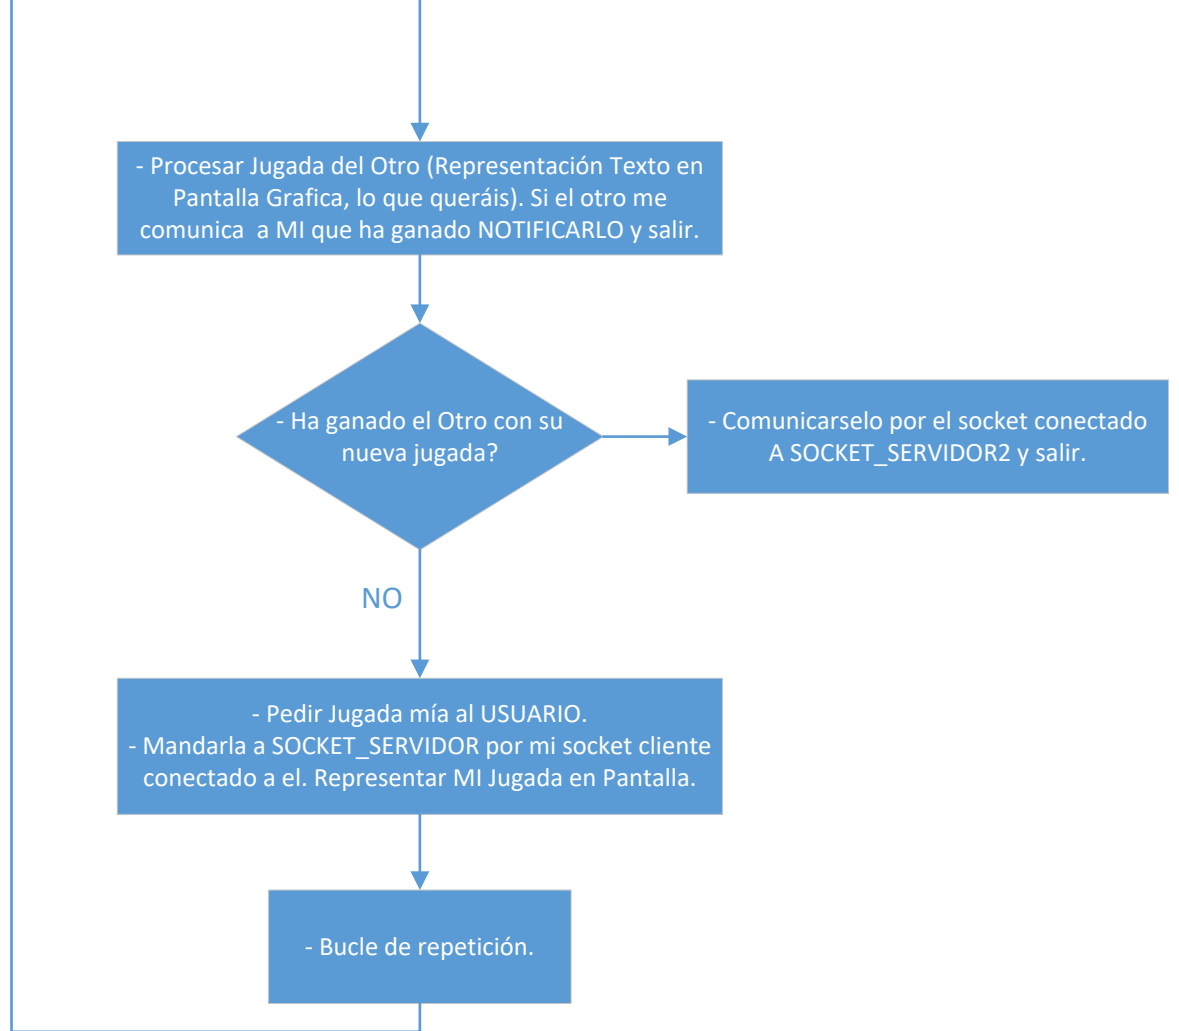 - Procesar Jugada del Otro (Representación Texto en
Pantalla Grafica, lo que queráis). Si el otro me
comunica  a MI que ha ganado NOTIFICARLO y salir.
- Ha ganado el Otro con su
nueva jugada?
- Comunicarselo por el socket conectado
A SOCKET_SERVIDOR2 y salir.
NO
- Pedir Jugada mía al USUARIO.
- Mandarla a SOCKET_SERVIDOR por mi socket cliente
conectado a el. Representar MI Jugada en Pantalla.
- Bucle de repetición.